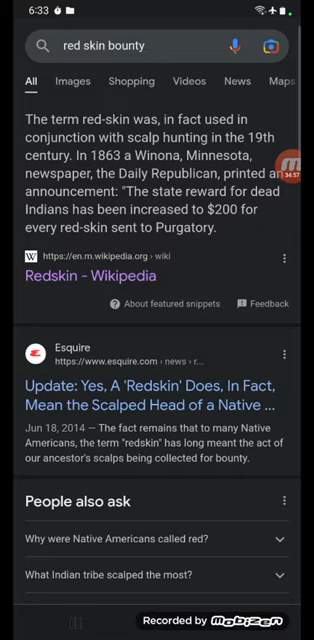 6:33
red skin bounty
All Images Shopping Videos News Maps
The term red-skin was, in fact used in
conjunction with scalp hunting in the 19th
century. In 1863 a Winona, Minnesota,
newspaper, the Daily Republican, printed an
announcement: "The state reward for dead
Indians has been increased to $200 for
every red-skin sent to Purgatory.
34:57
W https://en.m.wikipedia.org › wiki
Redskin - Wikipedia
About featured snippets Feedback
Esquire
https://www.esquire.com › news › r...
Update: Yes, A 'Redskin' Does, In Fact,
Mean the Scalped Head of a Native ...
Jun 18, 2014 — The fact remains that to many Native
Americans, the term "redskin" has long meant the act of
our ancestor's scalps being collected for bounty.
People also ask
Why were Native Americans called red?
What Indian tribe scalped the most?
Recorded by mobizen